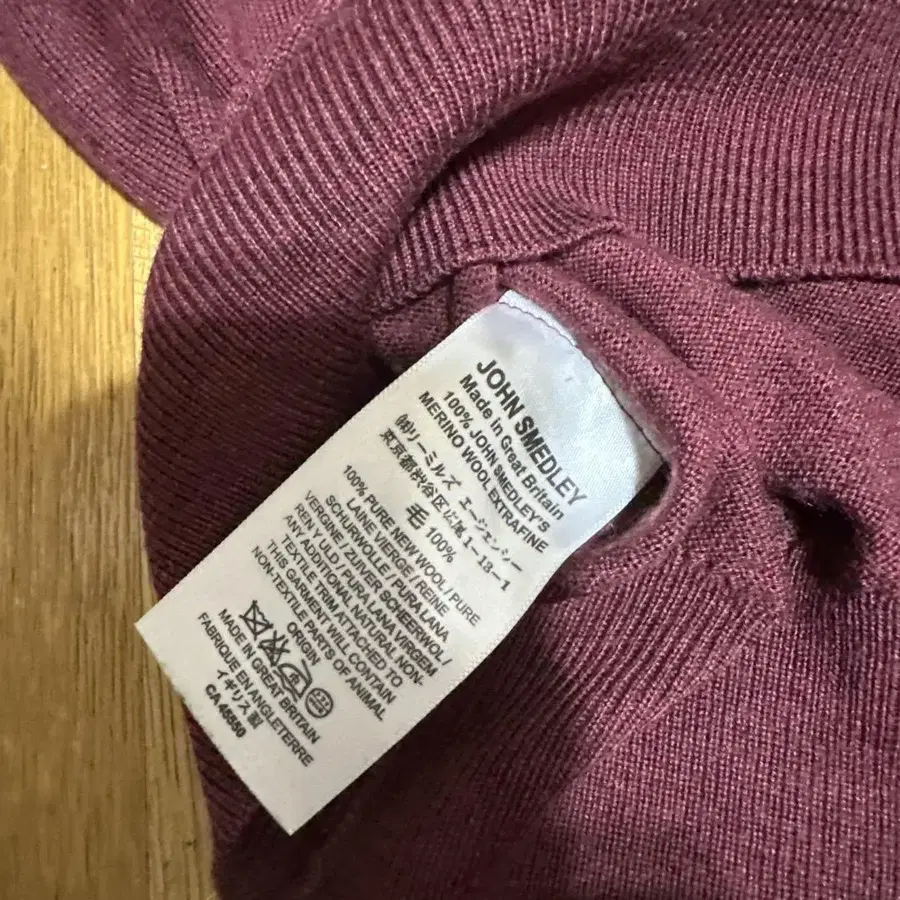 JOHN SMEDLEY
Made in Great Britain
100% JOHN SMEDLEY'S
MERINO WOOL EXTRAFINE
㈱リーミルズ エージェンシー
東京都渋谷区広尾1-13-1
毛 100%
100% PURE NEW WOOL / PURE
LAINE VIERGE / REINE
SCHURWOLLE / PURA LANA
VERGINE / ZUIVER SCHEERWOL /
REN NY ULD / PURA LANA VIRGEM
ANY ADDITIONAL NATURAL NON-
TEXTILE / TRIM ATTACHED TO
THIS GARMENT WILL CONTAIN
NON-TEXTILE PARTS OF ANIMAL
ORIGIN
MADE IN GREAT BRITAIN
FABRIQUE EN ANGLETERRE
イギリス製
CA 46550